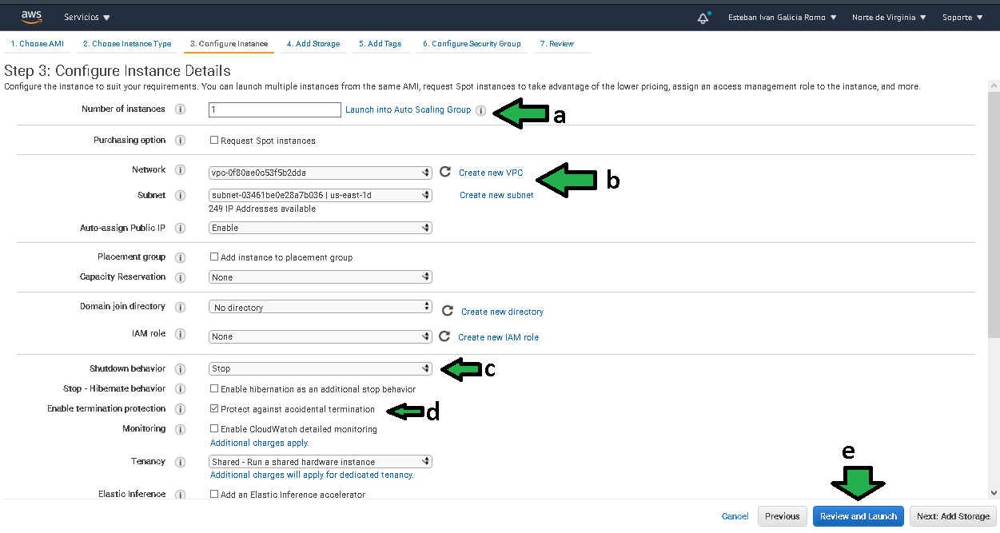 aws Servicios Esteban Ivan Galicia Romo Norte de Virginia Soporte
1. Choose AMI 2. Choose Instance Type 3. Configure Instance 4. Add Storage 5. Add Tags 6. Configure Security Group 7. Review
Step 3: Configure Instance Details
Configure the instance to suit your requirements. You can launch multiple instances from the same AMI, request Spot instances to take advantage of the lower pricing, assign an access management role to the instance, and more.
Number of instances i 1 Launch into Auto Scaling Group i a
Purchasing option i Request Spot instances
Network i vpc-0f80ae0c53f5b2dda Create new VPC b
Subnet i subnet-03461be0e28a7b036 | us-east-1d Create new subnet
249 IP Addresses available
Auto-assign Public IP i Enable
Placement group i Add instance to placement group
Capacity Reservation i None
Domain join directory i No directory Create new directory
IAM role i None Create new IAM role
Shutdown behavior i Stop c
Stop - Hibernate behavior i Enable hibernation as an additional stop behavior
Enable termination protection i Protect against accidental termination d
Monitoring i Enable CloudWatch detailed monitoring
Additional charges apply.
Tenancy i Shared - Run a shared hardware instance
Additional charges will apply for dedicated tenancy.
e
Elastic Inference i Add an Elastic Inference accelerator
Cancel Previous Review and Launch Next: Add Storage